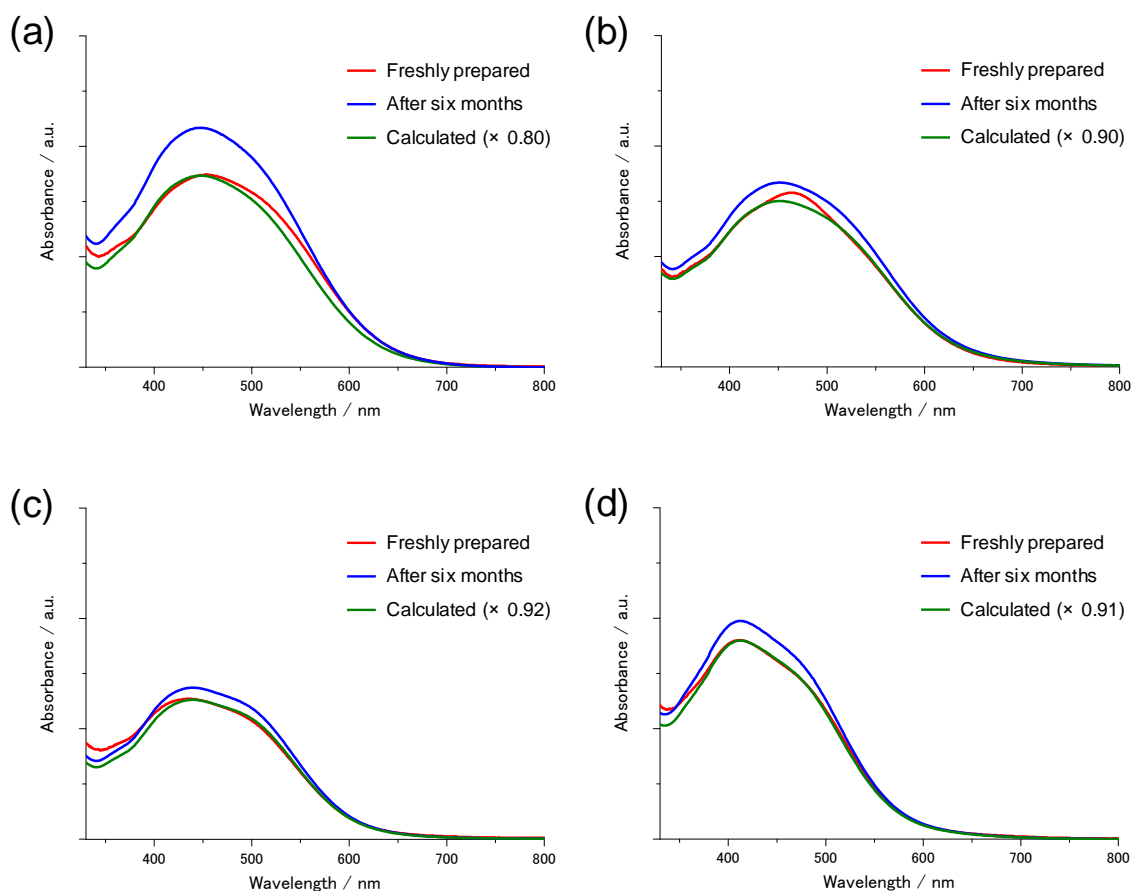 (a)
Freshly prepared
After six months
Calculated (× 0.80)
Absorbance / a.u.
400 500 600 700 800
Wavelength / nm
(b)
Freshly prepared
After six months
Calculated (× 0.90)
Absorbance / a.u.
400 500 600 700 800
Wavelength / nm
(c)
Freshly prepared
After six months
Calculated (× 0.92)
Absorbance / a.u.
400 500 600 700 800
Wavelength / nm
(d)
Freshly prepared
After six months
Calculated (× 0.91)
Absorbance / a.u.
400 500 600 700 800
Wavelength / nm